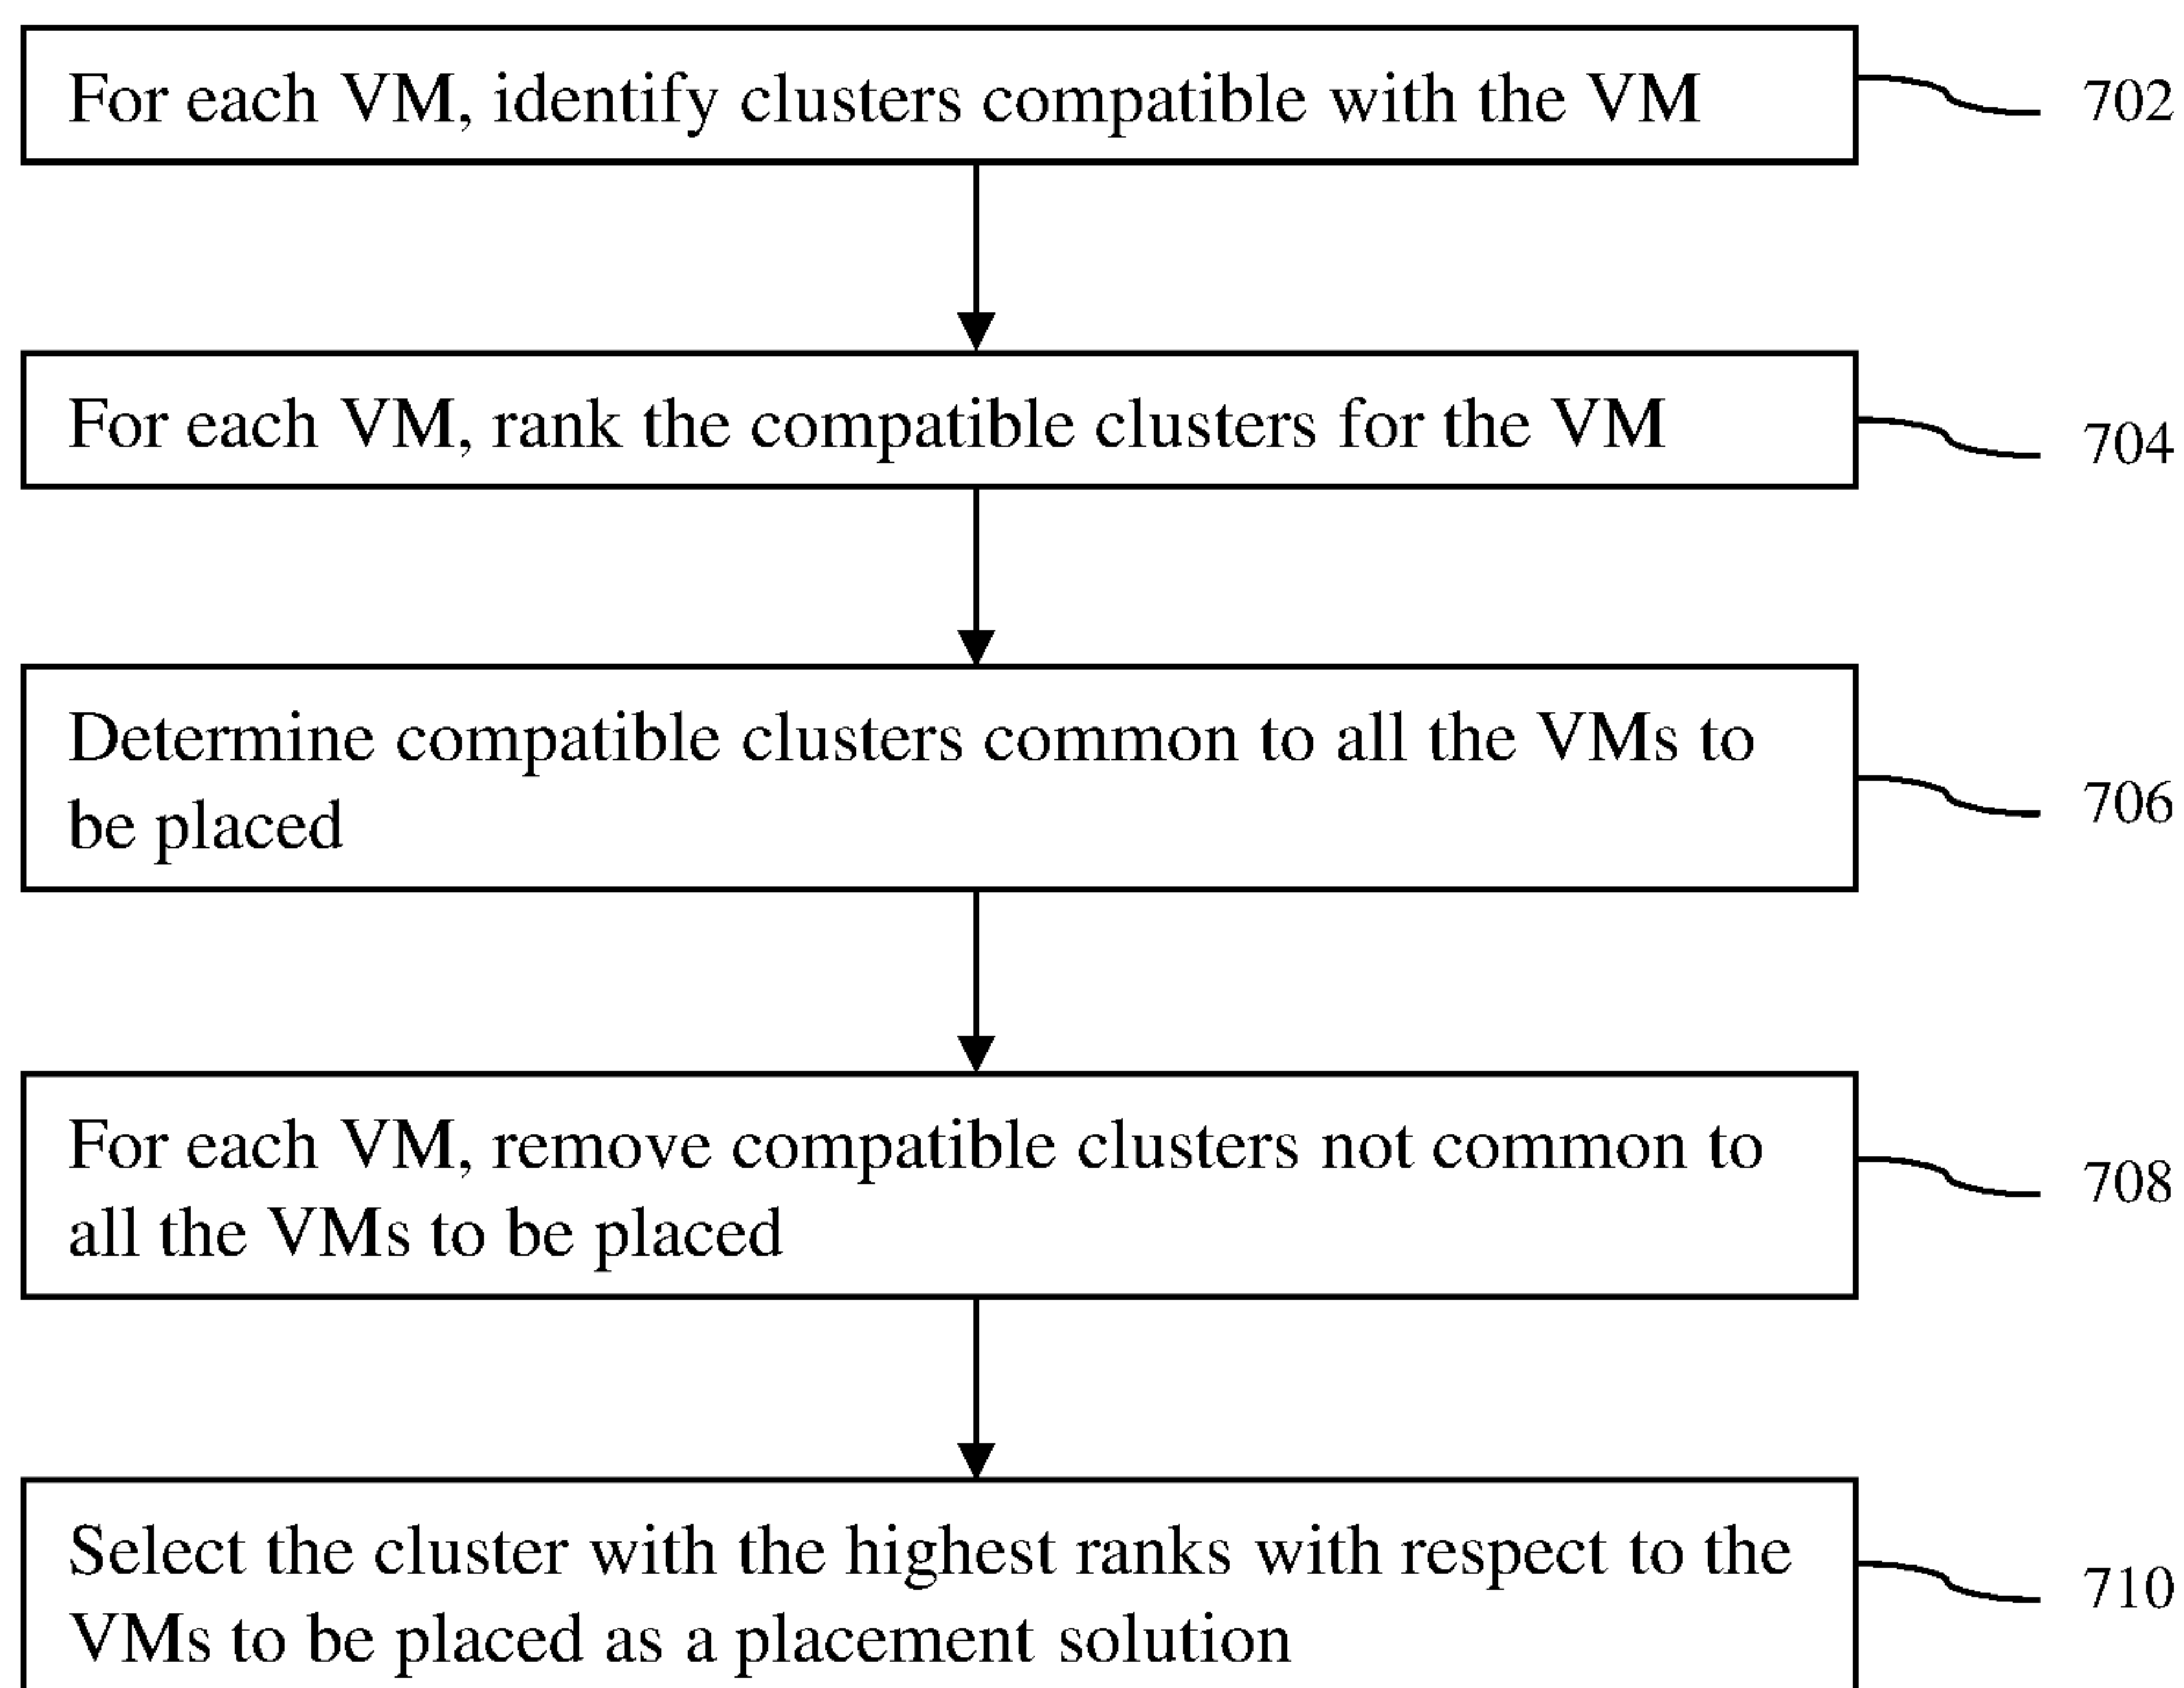 For each VM, identify clusters compatible with the VM
702
For each VM, rank the compatible clusters for the VM
704
Determine compatible clusters common to all the VMs to
be placed
706
For each VM, remove compatible clusters not common to
all the VMs to be placed
708
Select the cluster with the highest ranks with respect to the
VMs to be placed as a placement solution
710